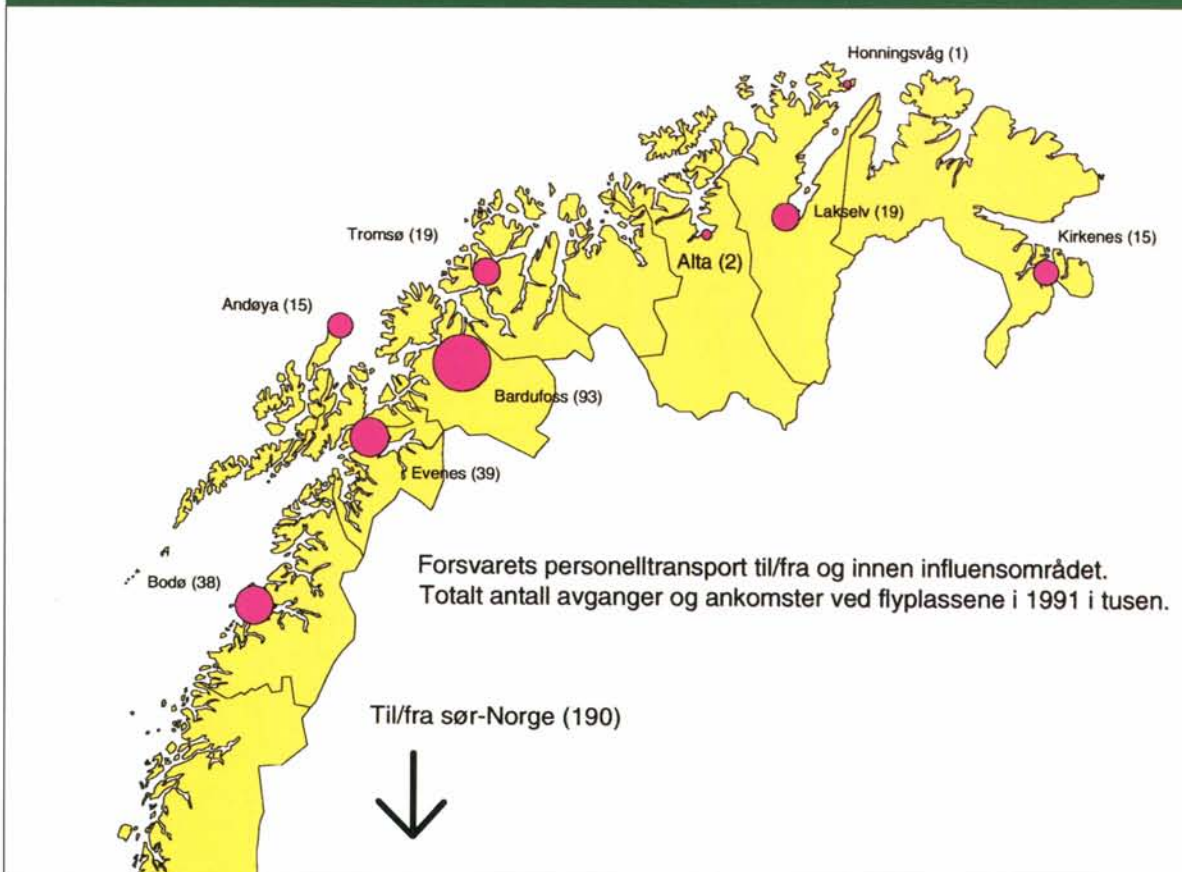 Honningsvåg (1)
Lakselv (19)
Tromsø (19)
Kirkenes (15)
Alta (2)
Andøya (15)
Bardufoss (93)
Evenes (39)
Forsvarets personelltransport til/fra og innen influensområdet.
Totalt antall avganger og ankomster ved flyplassene i 1991 i tusen.
Bodø (38)
Til/fra sør-Norge (190)